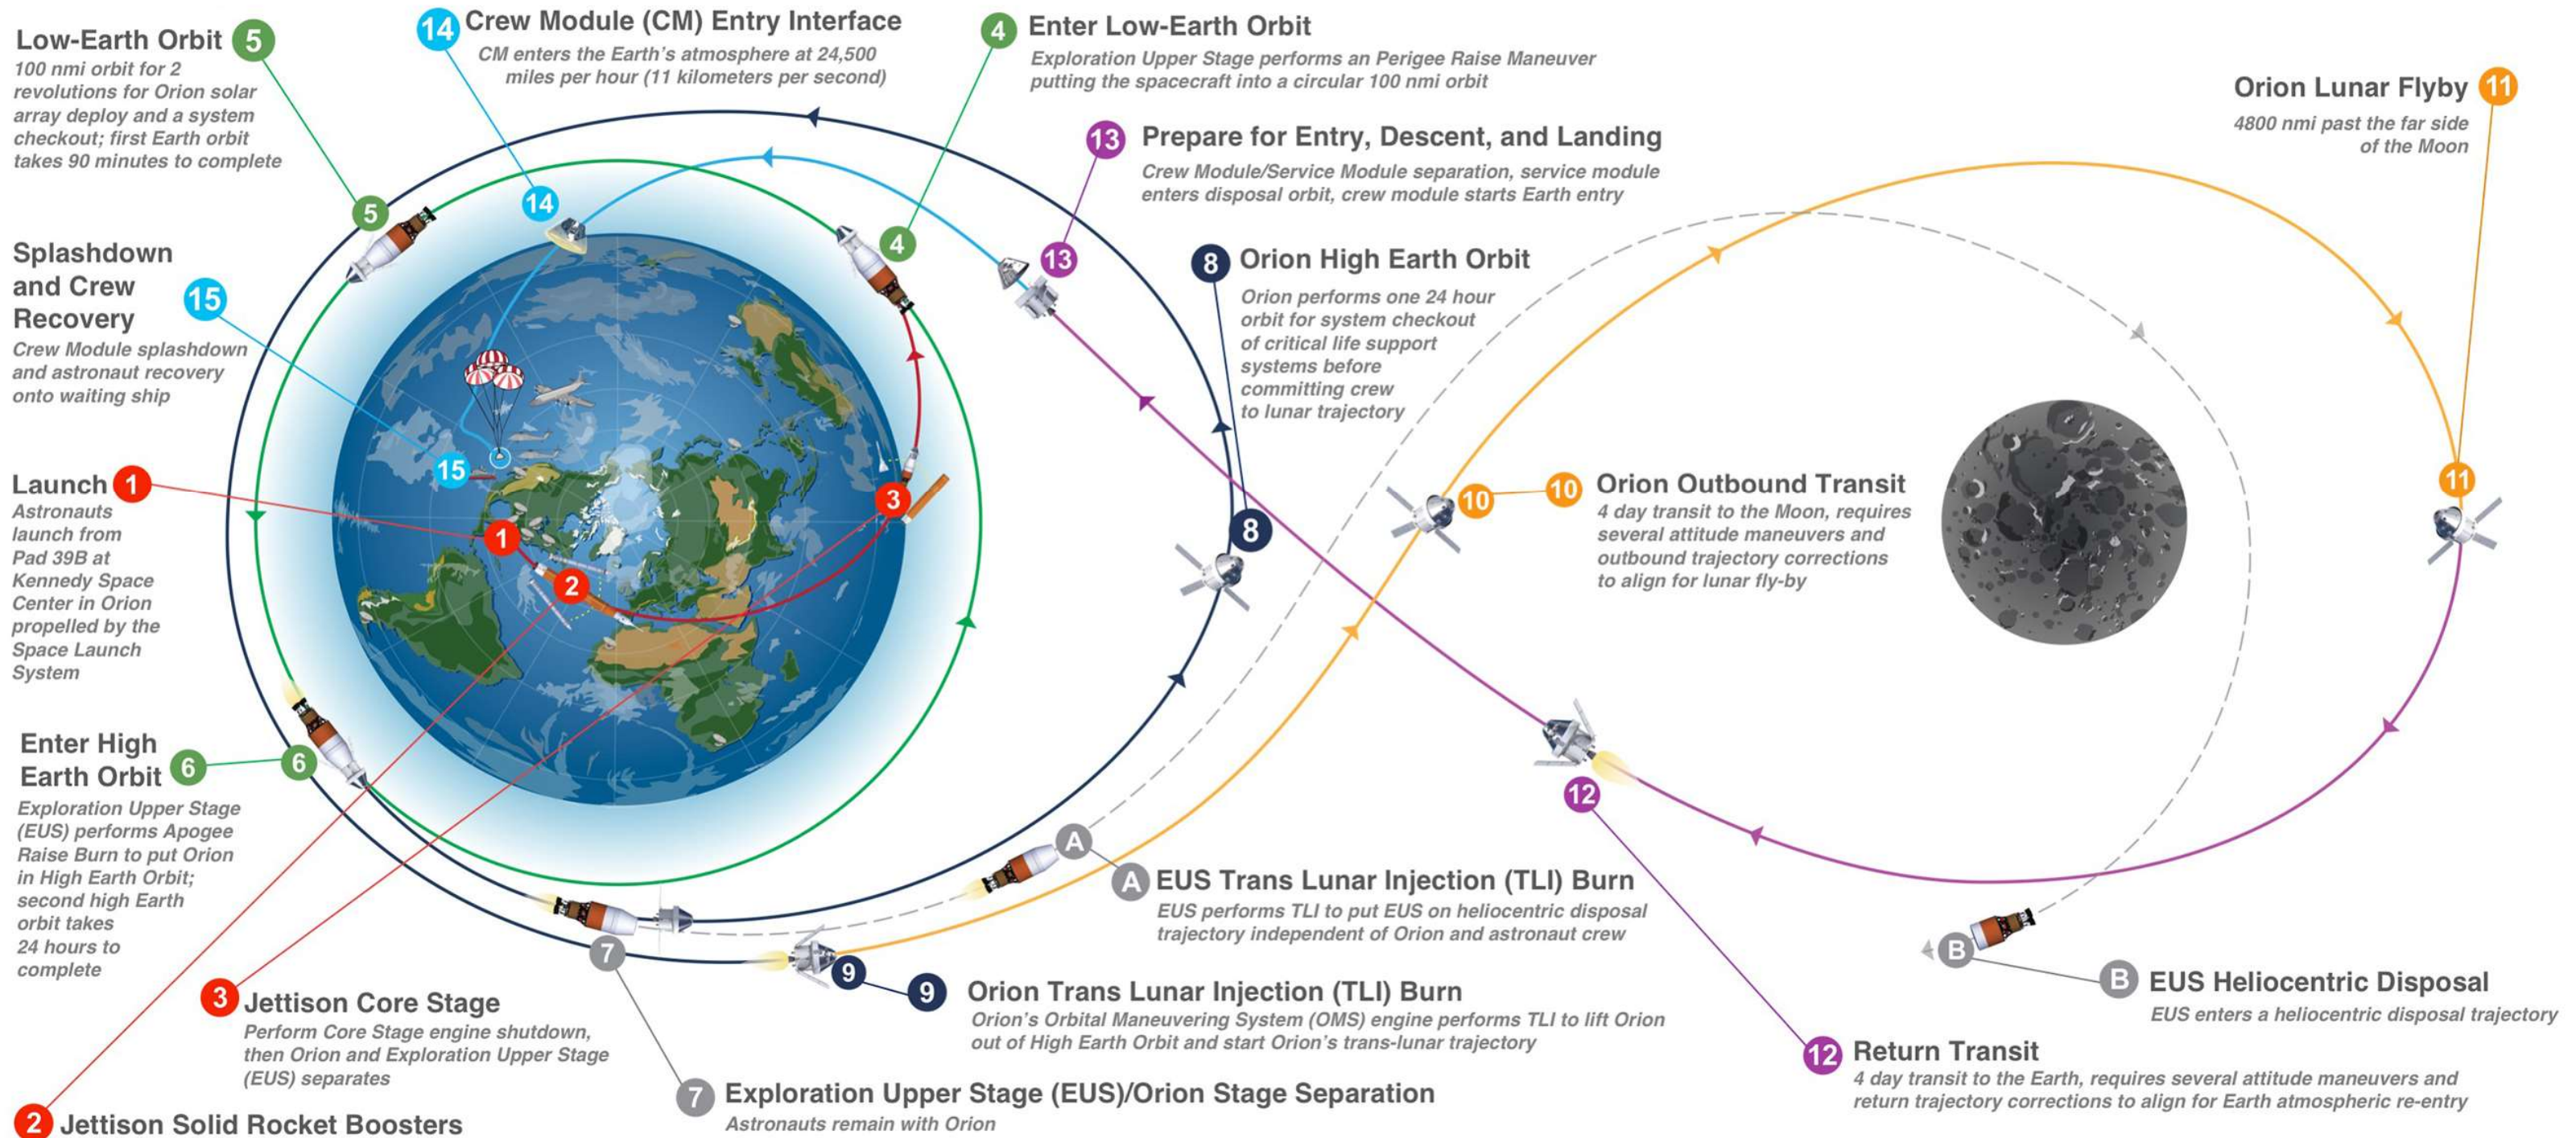 Low-Earth Orbit 5
100 nmi orbit for 2
revolutions for Orion solar
array deploy and a system
checkout; first Earth orbit
takes 90 minutes to complete
14 Crew Module (CM) Entry Interface
CM enters the Earth's atmosphere at 24,500
miles per hour (11 kilometers per second)
4 Enter Low-Earth Orbit
Exploration Upper Stage performs an Perigee Raise Maneuver
putting the spacecraft into a circular 100 nmi orbit
Orion Lunar Flyby 11
4800 nmi past the far side
of the Moon
13 Prepare for Entry, Descent, and Landing
Crew Module/Service Module separation, service module
enters disposal orbit, crew module starts Earth entry
5
14
4
13
Splashdown
and Crew
Recovery
15
Crew Module splashdown
and astronaut recovery
onto waiting ship
8 Orion High Earth Orbit
Orion performs one 24 hour
orbit for system checkout
of critical life support
systems before
committing crew
to lunar trajectory
15
Launch 1
Astronauts
launch from
Pad 39B at
Kennedy Space
Center in Orion
propelled by the
Space Launch
System
1
2
3
8
10
10 Orion Outbound Transit
4 day transit to the Moon, requires
several attitude maneuvers and
outbound trajectory corrections
to align for lunar fly-by
11
Enter High
Earth Orbit 6
6
Exploration Upper Stage
(EUS) performs Apogee
Raise Burn to put Orion
in High Earth Orbit;
second high Earth
orbit takes
24 hours to
complete
12
A
A EUS Trans Lunar Injection (TLI) Burn
EUS performs TLI to put EUS on heliocentric disposal
trajectory independent of Orion and astronaut crew
7
9
9 Orion Trans Lunar Injection (TLI) Burn
Orion's Orbital Maneuvering System (OMS) engine performs TLI to lift Orion
out of High Earth Orbit and start Orion's trans-lunar trajectory
B
B EUS Heliocentric Disposal
EUS enters a heliocentric disposal trajectory
3 Jettison Core Stage
Perform Core Stage engine shutdown,
then Orion and Exploration Upper Stage
(EUS) separates
12 Return Transit
4 day transit to the Earth, requires several attitude maneuvers and
return trajectory corrections to align for Earth atmospheric re-entry
7 Exploration Upper Stage (EUS)/Orion Stage Separation
Astronauts remain with Orion
2 Jettison Solid Rocket Boosters